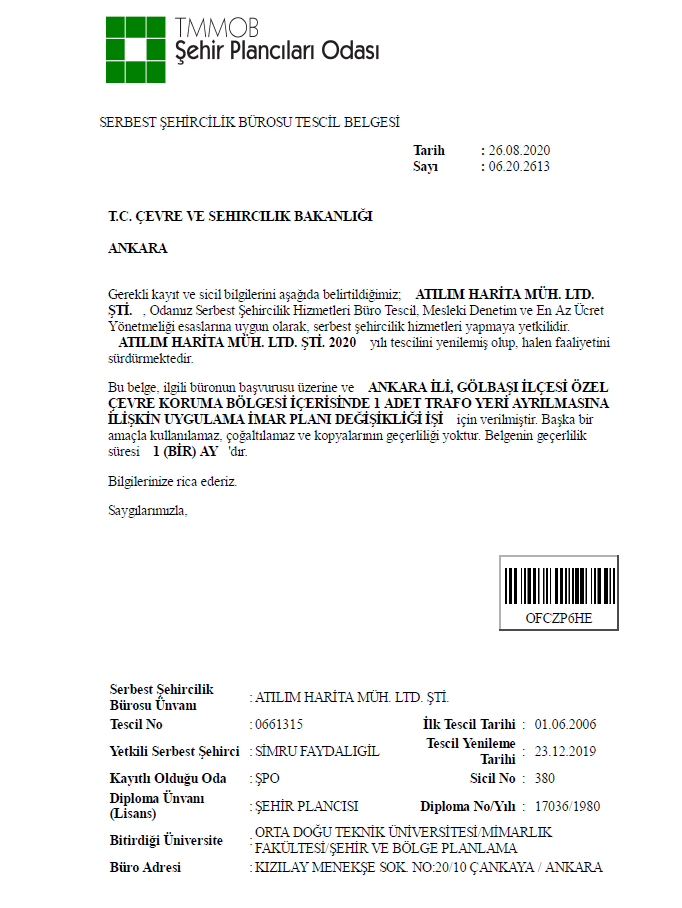 TMMOB
Şehir Plancıları Odası
SERBEST ŞEHİRCİLİK BÜROSU TESCİL BELGESİ
Tarih : 26.08.2020
Sayı : 06.20.2613
T.C. ÇEVRE VE SEHIRCILIK BAKANLIĞI
ANKARA
Gerekli kayıt ve sicil bilgilerini aşağıda belirtildiğimiz; ATILIM HARİTA MÜH. LTD.
ŞTİ. , Odamız Serbest Şehircilik Hizmetleri Büro Tescil, Mesleki Denetim ve En Az Ücret
Yönetmeliği esaslarına uygun olarak, serbest şehircilik hizmetleri yapmaya yetkilidir.
ATILIM HARİTA MÜH. LTD. ŞTİ. 2020 yılı tescilini yenilemiş olup, halen faaliyetini
sürdürmektedir.
Bu belge, ilgili büronun başvurusu üzerine ve ANKARA İLİ, GÖLBAŞI İLÇESİ ÖZEL
ÇEVRE KORUMA BÖLGESİ İÇERİSİNDE 1 ADET TRAFO YERİ AYRILMASINA
İLİŞKİN UYGULAMA İMAR PLANI DEĞİŞİKLİĞİ İŞİ için verilmiştir. Başka bir
amaçla kullanılamaz, çoğaltılamaz ve kopyalarının geçerliliği yoktur. Belgenin geçerlilik
süresi 1 (BİR) AY 'dır.
Bilgilerinize rica ederiz.
Saygılarımızla,
OFCZP6HE
Serbest Şehircilik
Bürosu Ünvanı : ATILIM HARİTA MÜH. LTD. ŞTİ.
Tescil No : 0661315 İlk Tescil Tarihi : 01.06.2006
Yetkili Serbest Şehirci : SİMRU FAYDALIGİL Tescil Yenileme
Tarihi : 23.12.2019
Kayıtlı Olduğu Oda : ŞPO Sicil No : 380
Diploma Ünvanı
(Lisans) : ŞEHİR PLANCISI Diploma No/Yılı : 17036/1980
Bitirdiği Üniversite : ORTA DOĞU TEKNİK ÜNİVERSİTESİ/MİMARLIK
FAKÜLTESİ/ŞEHİR VE BÖLGE PLANLAMA
Büro Adresi : KIZILAY MENEKŞE SOK. NO:20/10 ÇANKAYA / ANKARA